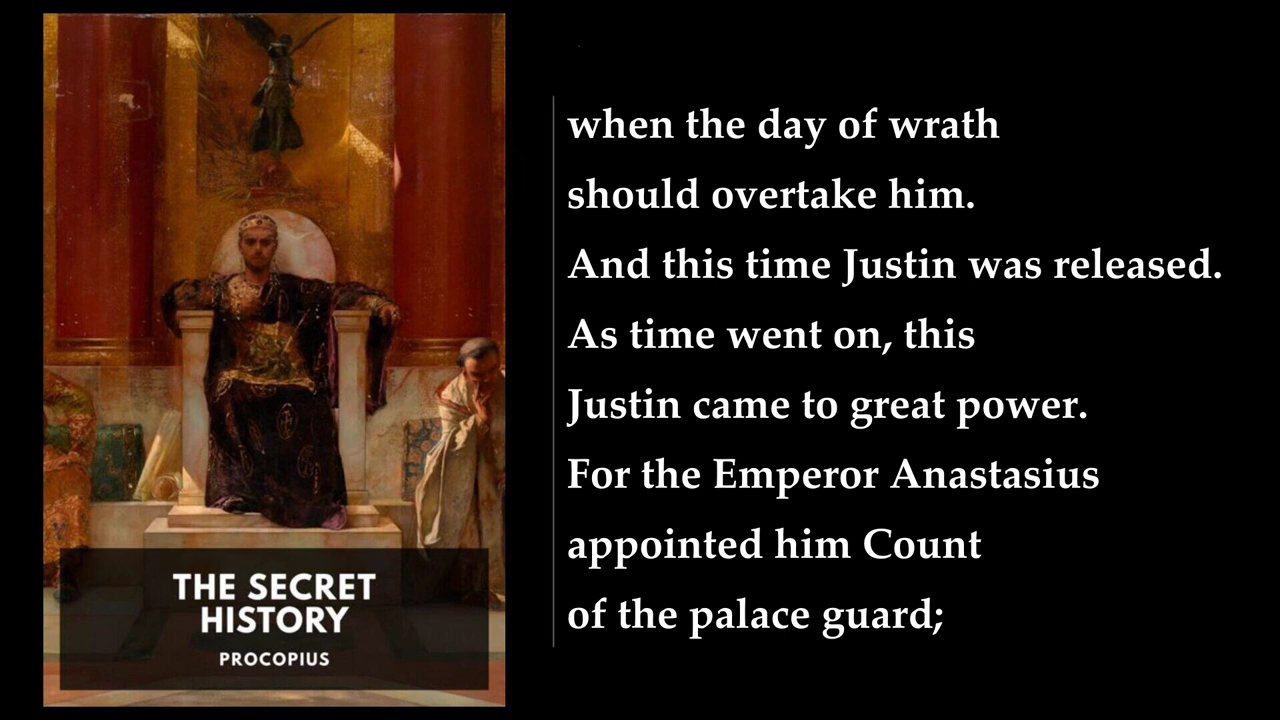 THE SECRET
HISTORY
PROCOPIUS
when the day of wrath
should overtake him.
And this time Justin was released.
As time went on, this
Justin came to great power.
For the Emperor Anastasius
appointed him Count
of the palace guard;